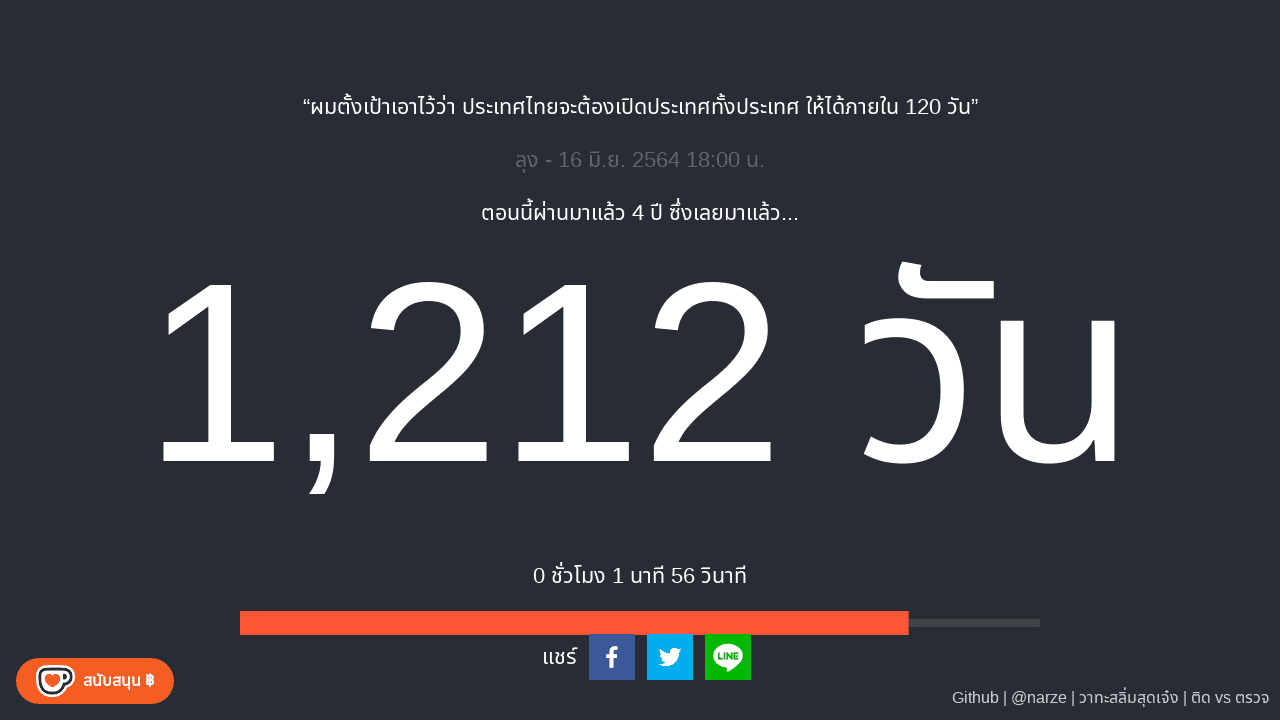 “ผมตั้งเป้าเอาไว้ว่า ประเทศไทยจะต้องเปิดประเทศทั้งประเทศ ให้ได้ภายใน 120 วัน”
ลุง - 16 มิ.ย. 2564 18:00 น.
ตอนนี้ผ่านมาแล้ว 4 ปี ซึ่งเลยมาแล้ว...
1,212 วัน
0 ชั่วโมง 1 นาที 56 วินาที
แชร์
LINE
สนับสนุน ฿
Github | @narze | วาทะสลิ่มสุดเจ๋ง | ติด vs ตรวจ